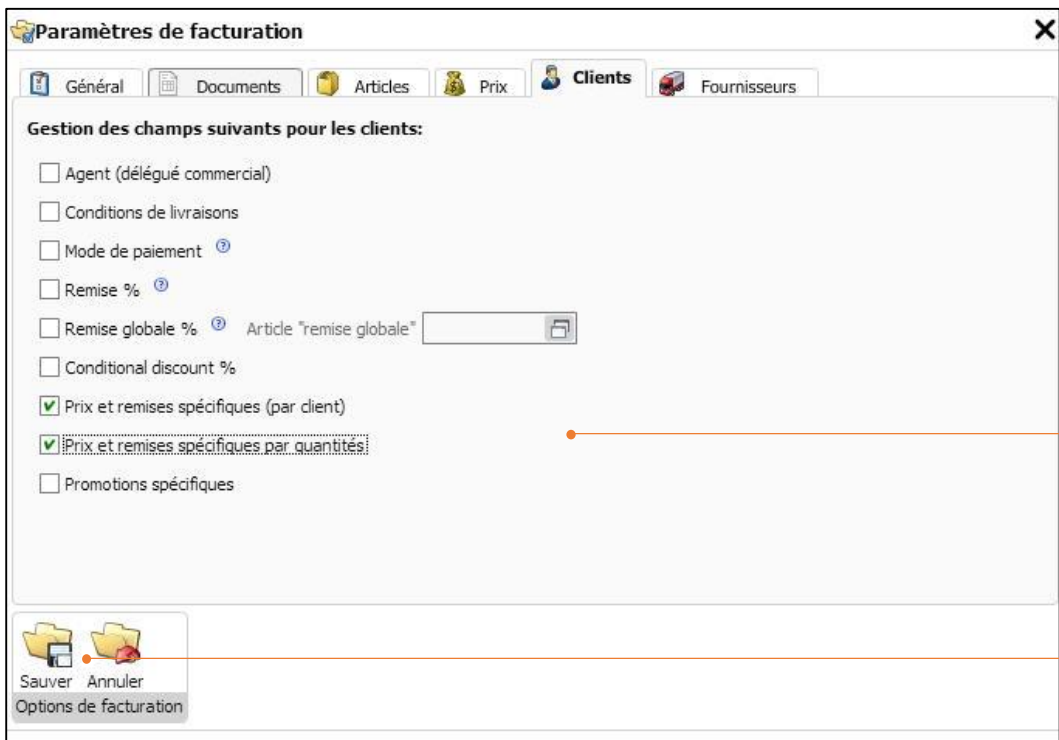 Paramètres de facturation
Général Documents Articles Prix Clients Fournisseurs
Gestion des champs suivants pour les clients:
Agent (délégué commercial)
Conditions de livraisons
Mode de paiement ?
Remise % ?
Remise globale % ? Article "remise globale"
Conditional discount %
Prix et remises spécifiques (par client)
Prix et remises spécifiques par quantités
Promotions spécifiques
Sauver Annuler
Options de facturation